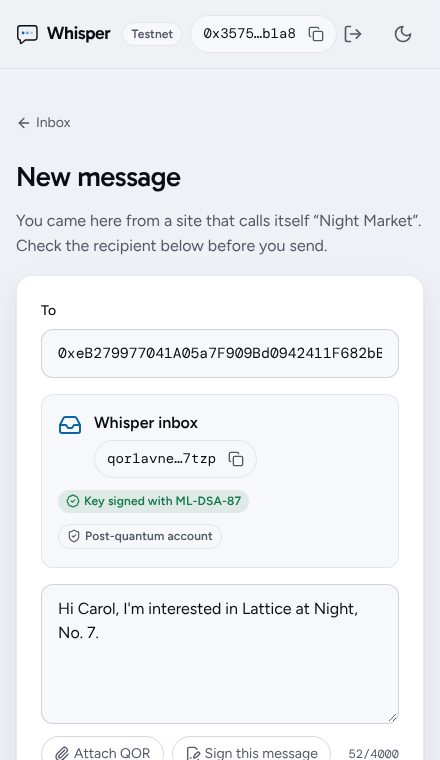 Whisper Testnet 0x3575…b1a8
Inbox
New message
You came here from a site that calls itself “Night Market”.
Check the recipient below before you send.
To
0xeB279977041A05a7F909Bd0942411F682bE
Whisper inbox
qor1avne…7tzp
Key signed with ML-DSA-87
Post-quantum account
Hi Carol, I'm interested in Lattice at Night,
No. 7.
Attach QOR Sign this message 52/4000